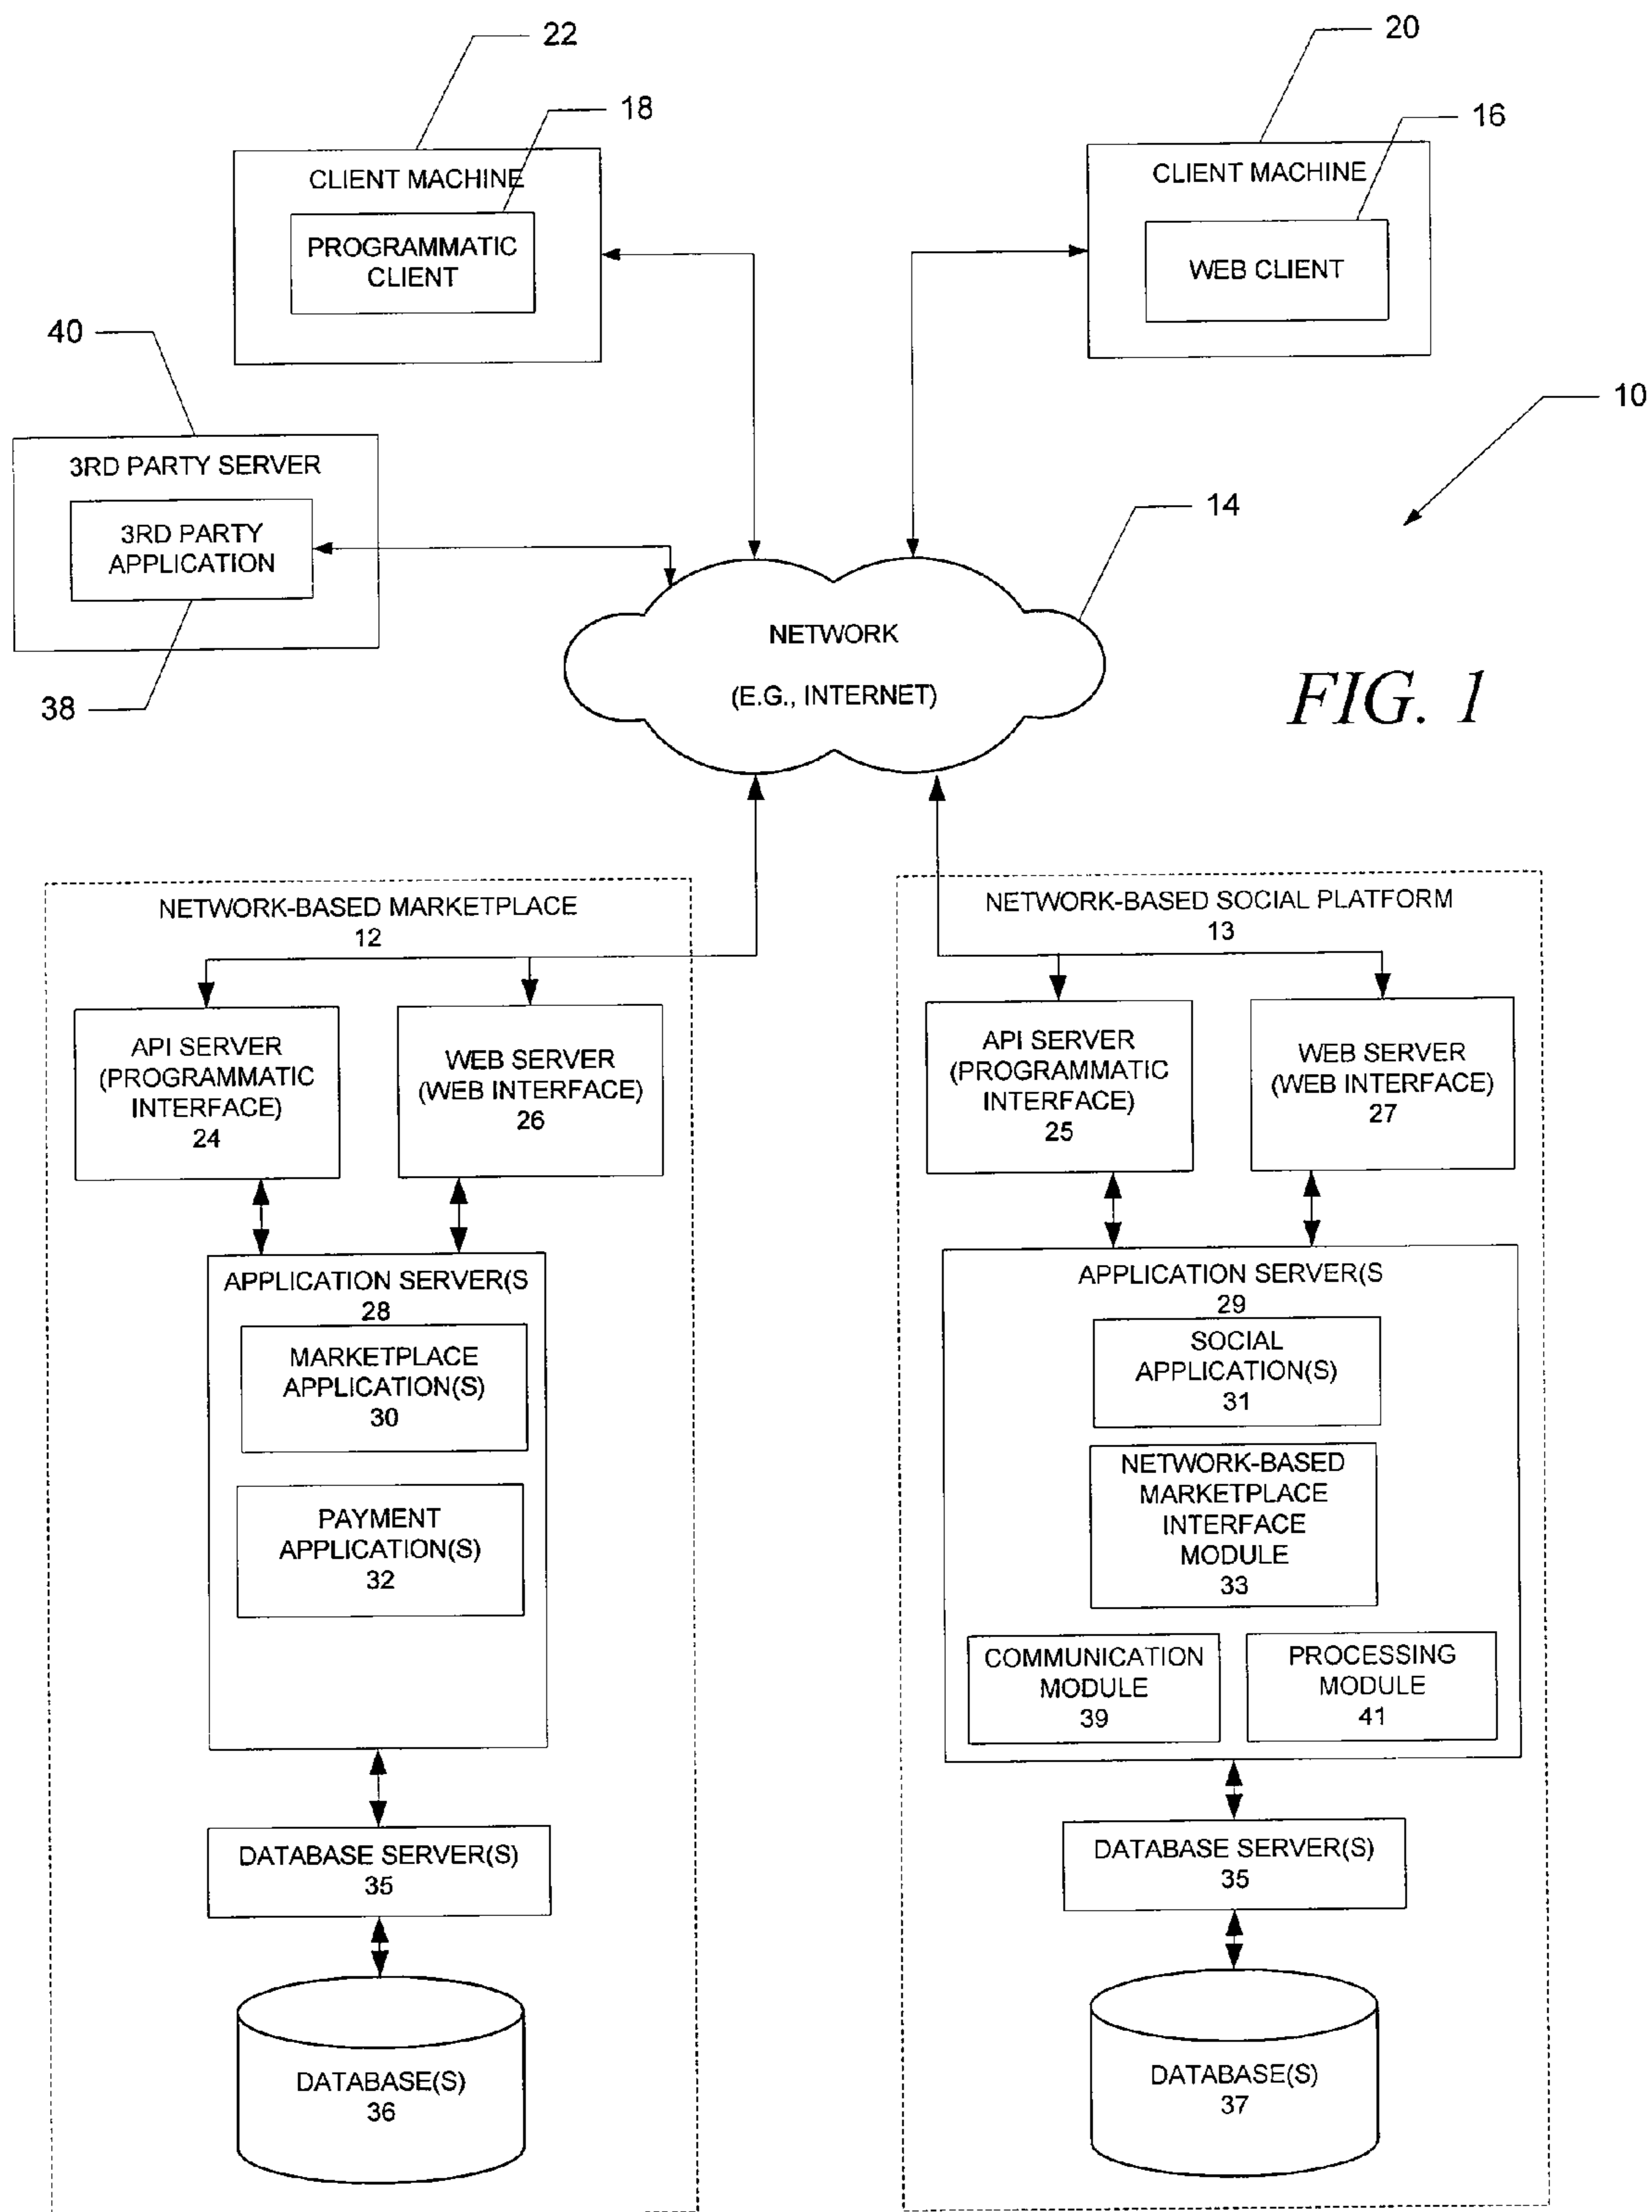 22
20
18
16
CLIENT MACHINE
PROGRAMMATIC
CLIENT
CLIENT MACHINE
WEB CLIENT
40
10
3RD PARTY SERVER
3RD PARTY
APPLICATION
38
14
NETWORK
(E.G., INTERNET)
FIG. 1
NETWORK-BASED MARKETPLACE
12
API SERVER
(PROGRAMMATIC
INTERFACE)
24
WEB SERVER
(WEB INTERFACE)
26
APPLICATION SERVER(S
28
MARKETPLACE
APPLICATION(S)
30
PAYMENT
APPLICATION(S)
32
DATABASE SERVER(S)
35
DATABASE(S)
36
NETWORK-BASED SOCIAL PLATFORM
13
API SERVER
(PROGRAMMATIC
INTERFACE)
25
WEB SERVER
(WEB INTERFACE)
27
APPLICATION SERVER(S
29
SOCIAL
APPLICATION(S)
31
NETWORK-BASED
MARKETPLACE
INTERFACE
MODULE
33
COMMUNICATION
MODULE
39
PROCESSING
MODULE
41
DATABASE SERVER(S)
35
DATABASE(S)
37